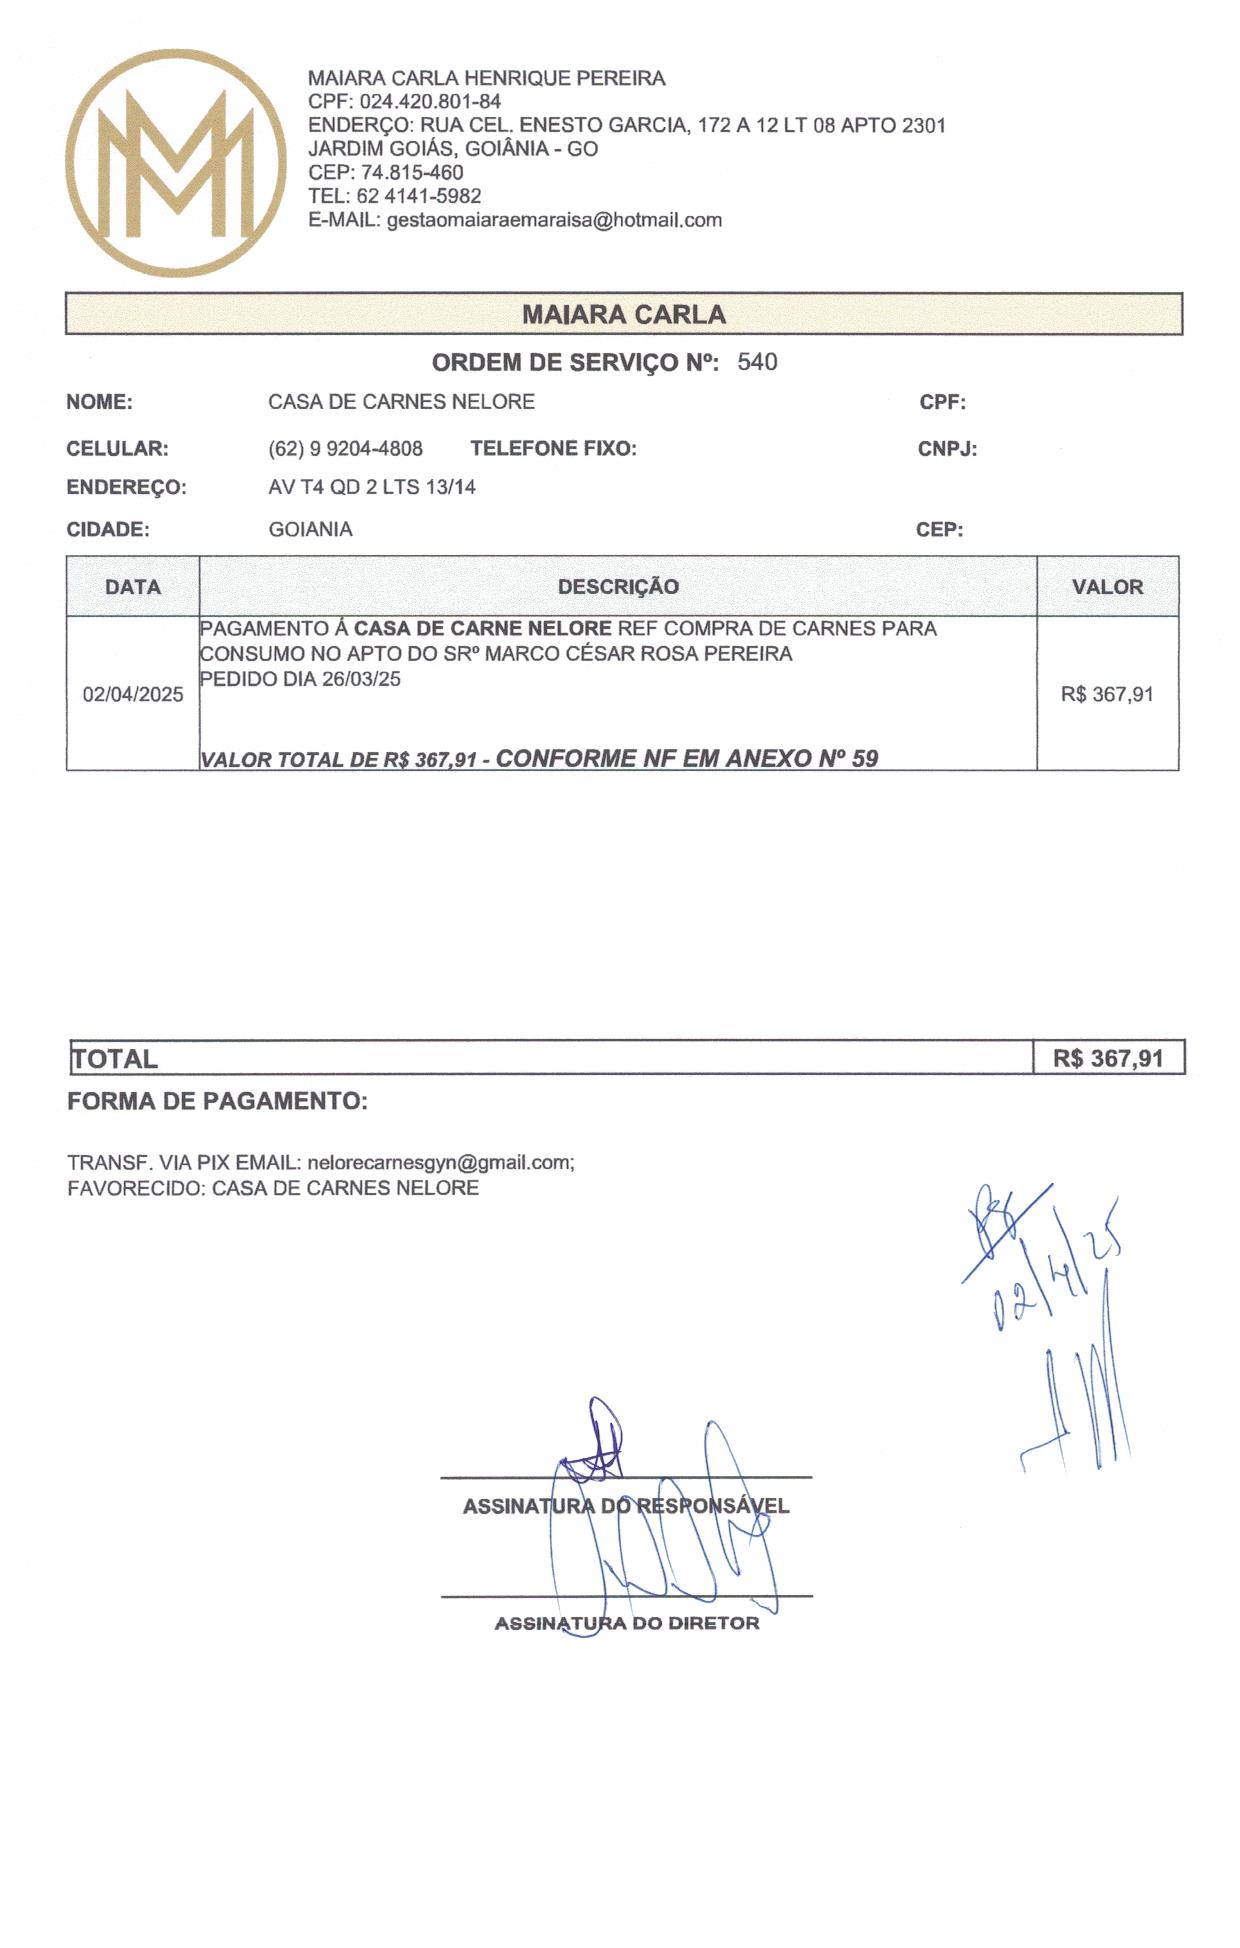 MAIARA CARLA HENRIQUE PEREIRA
CPF: 024.420.801-84
ENDERÇO: RUA CEL. ENESTO GARCIA, 172 A 12 LT 08 APTO 2301
JARDIM GOIÁS, GOIÂNIA - GO
CEP: 74.815-460
TEL: 62 4141-5982
E-MAIL: gestaomaiaraemaraisa@hotmail.com
MAIARA CARLA
ORDEM DE SERVIÇO Nº: 540
NOME: CASA DE CARNES NELORE CPF:
CELULAR: (62) 9 9204-4808 TELEFONE FIXO: CNPJ:
ENDEREÇO: AV T4 QD 2 LTS 13/14
CIDADE: GOIANIA CEP:
DATA DESCRIÇÃO VALOR
PAGAMENTO Á CASA DE CARNE NELORE REF COMPRA DE CARNES PARA
CONSUMO NO APTO DO SRº MARCO CÉSAR ROSA PEREIRA
PEDIDO DIA 26/03/25
02/04/2025 R$ 367,91
VALOR TOTAL DE R$ 367,91 - CONFORME NF EM ANEXO Nº 59
TOTAL R$ 367,91
FORMA DE PAGAMENTO:
TRANSF. VIA PIX EMAIL: nelorecarnesgyn@gmail.com;
FAVORECIDO: CASA DE CARNES NELORE
02/4/25
ASSINATURA DO RESPONSÁVEL
ASSINATURA DO DIRETOR